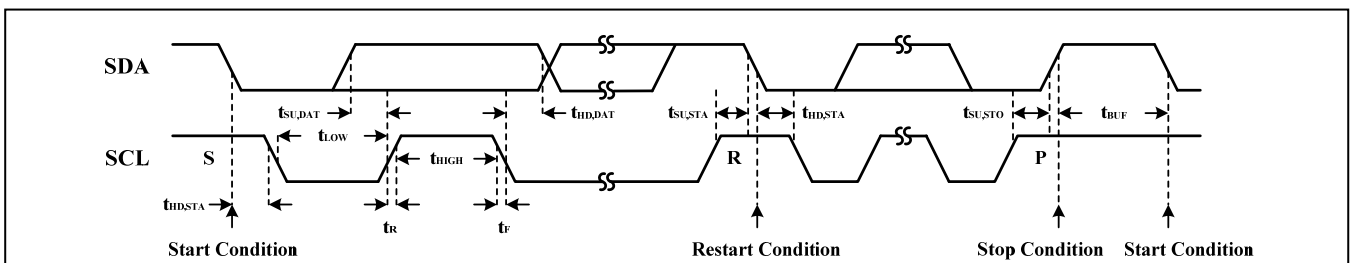 SDA
tSU,DAT tHD,DAT tSU,STA tHD,STA tSU,STO tBUF
tLOW
SCL S tHIGH R P
tHD,STA
tR tF
Start Condition Restart Condition Stop Condition Start Condition